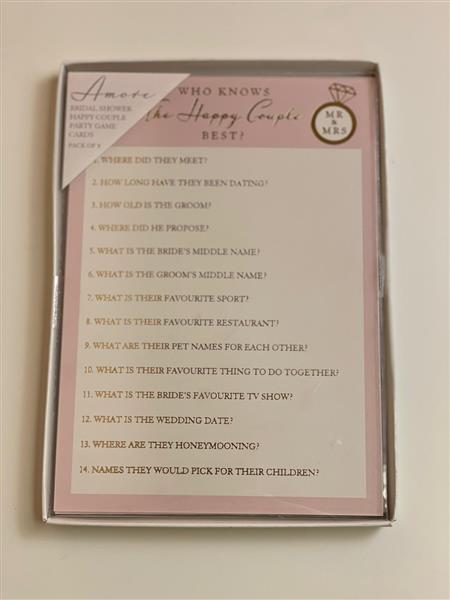 Amore
BRIDAL SHOWER
HAPPY COUPLE
PARTY GAME
CARDS
WHO KNOWS
the Happy Couple
BEST?
MR
&
MRS
1. WHERE DID THEY MEET?
2. HOW LONG HAVE THEY BEEN DATING?
3. HOW OLD IS THE GROOM?
4. WHERE DID HE PROPOSE?
5. WHAT IS THE BRIDE'S MIDDLE NAME?
6. WHAT IS THE GROOM'S MIDDLE NAME?
7. WHAT IS THEIR FAVOURITE SPORT?
8. WHAT IS THEIR FAVOURITE RESTAURANT?
9. WHAT ARE THEIR PET NAMES FOR EACH OTHER?
10. WHAT IS THEIR FAVOURITE THING TO DO TOGETHER?
11. WHAT IS THE BRIDE'S FAVOURITE TV SHOW?
12. WHAT IS THE WEDDING DATE?
13. WHERE ARE THEY HONEYMOONING?
14. NAMES THEY WOULD PICK FOR THEIR CHILDREN?
PACK OF